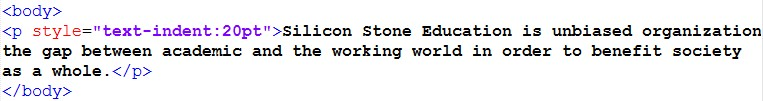 <body>
<p style="text-indent:20pt">Silicon Stone Education is unbiased organization
the gap between academic and the working world in order to benefit society
as a whole.</p>
</body>